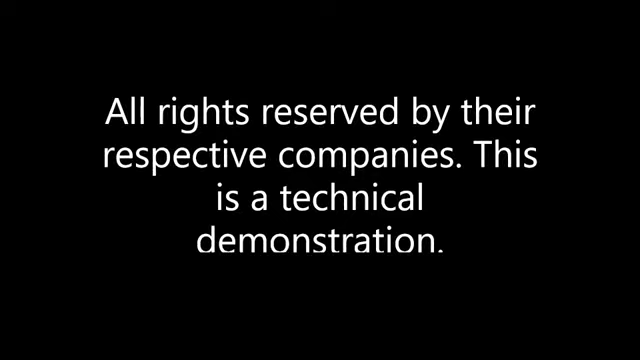 All rights reserved by their
respective companies. This
is a technical
demonstration.